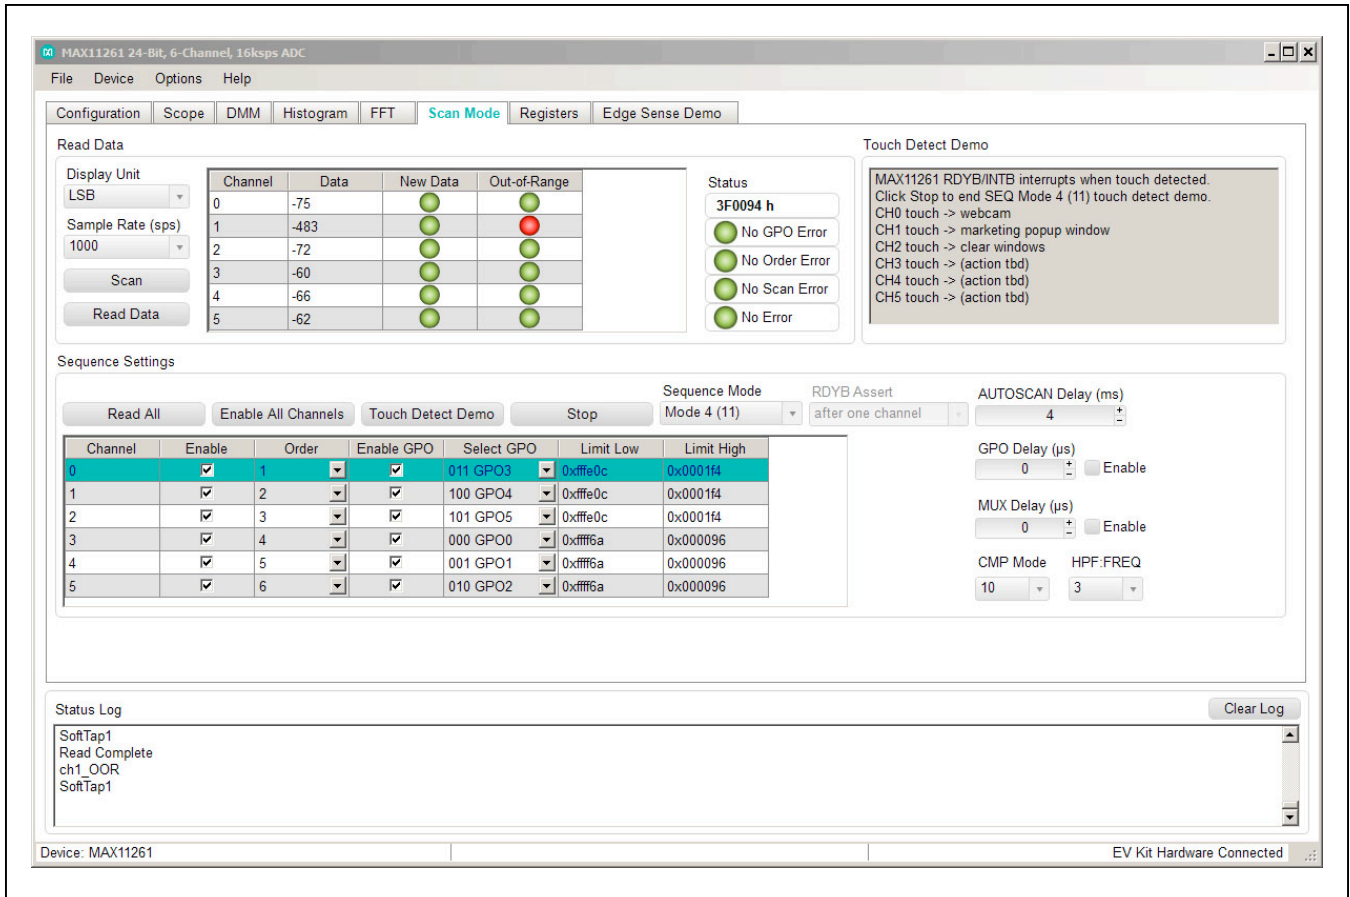 MAX11261 24-Bit, 6-Channel, 16ksps ADC
File Device Options Help
Configuration Scope DMM Histogram FFT Scan Mode Registers Edge Sense Demo
Read Data
Display Unit
LSB
Sample Rate (sps)
1000
Scan
Read Data
Channel Data New Data Out-of-Range
0 -75
1 -483
2 -72
3 -60
4 -66
5 -62
Status
3F0094 h
No GPO Error
No Order Error
No Scan Error
No Error
Touch Detect Demo
MAX11261 RDYB/INTB interrupts when touch detected.
Click Stop to end SEQ Mode 4 (11) touch detect demo.
CH0 touch -> webcam
CH1 touch -> marketing popup window
CH2 touch -> clear windows
CH3 touch -> (action tbd)
CH4 touch -> (action tbd)
CH5 touch -> (action tbd)
Sequence Settings
Read All Enable All Channels Touch Detect Demo Stop
Sequence Mode
Mode 4 (11)
RDYB Assert
after one channel
AUTOSCAN Delay (ms)
4
Channel Enable Order Enable GPO Select GPO Limit Low Limit High
0 1 011 GPO3 0xfffe0c 0x0001f4
1 2 100 GPO4 0xfffe0c 0x0001f4
2 3 101 GPO5 0xfffe0c 0x0001f4
3 4 000 GPO0 0xffff6a 0x000096
4 5 001 GPO1 0xffff6a 0x000096
5 6 010 GPO2 0xffff6a 0x000096
GPO Delay (µs)
0 Enable
MUX Delay (µs)
0 Enable
CMP Mode HPF:FREQ
10 3
Status Log
Clear Log
SoftTap1
Read Complete
ch1_OOR
SoftTap1
Device: MAX11261
EV Kit Hardware Connected